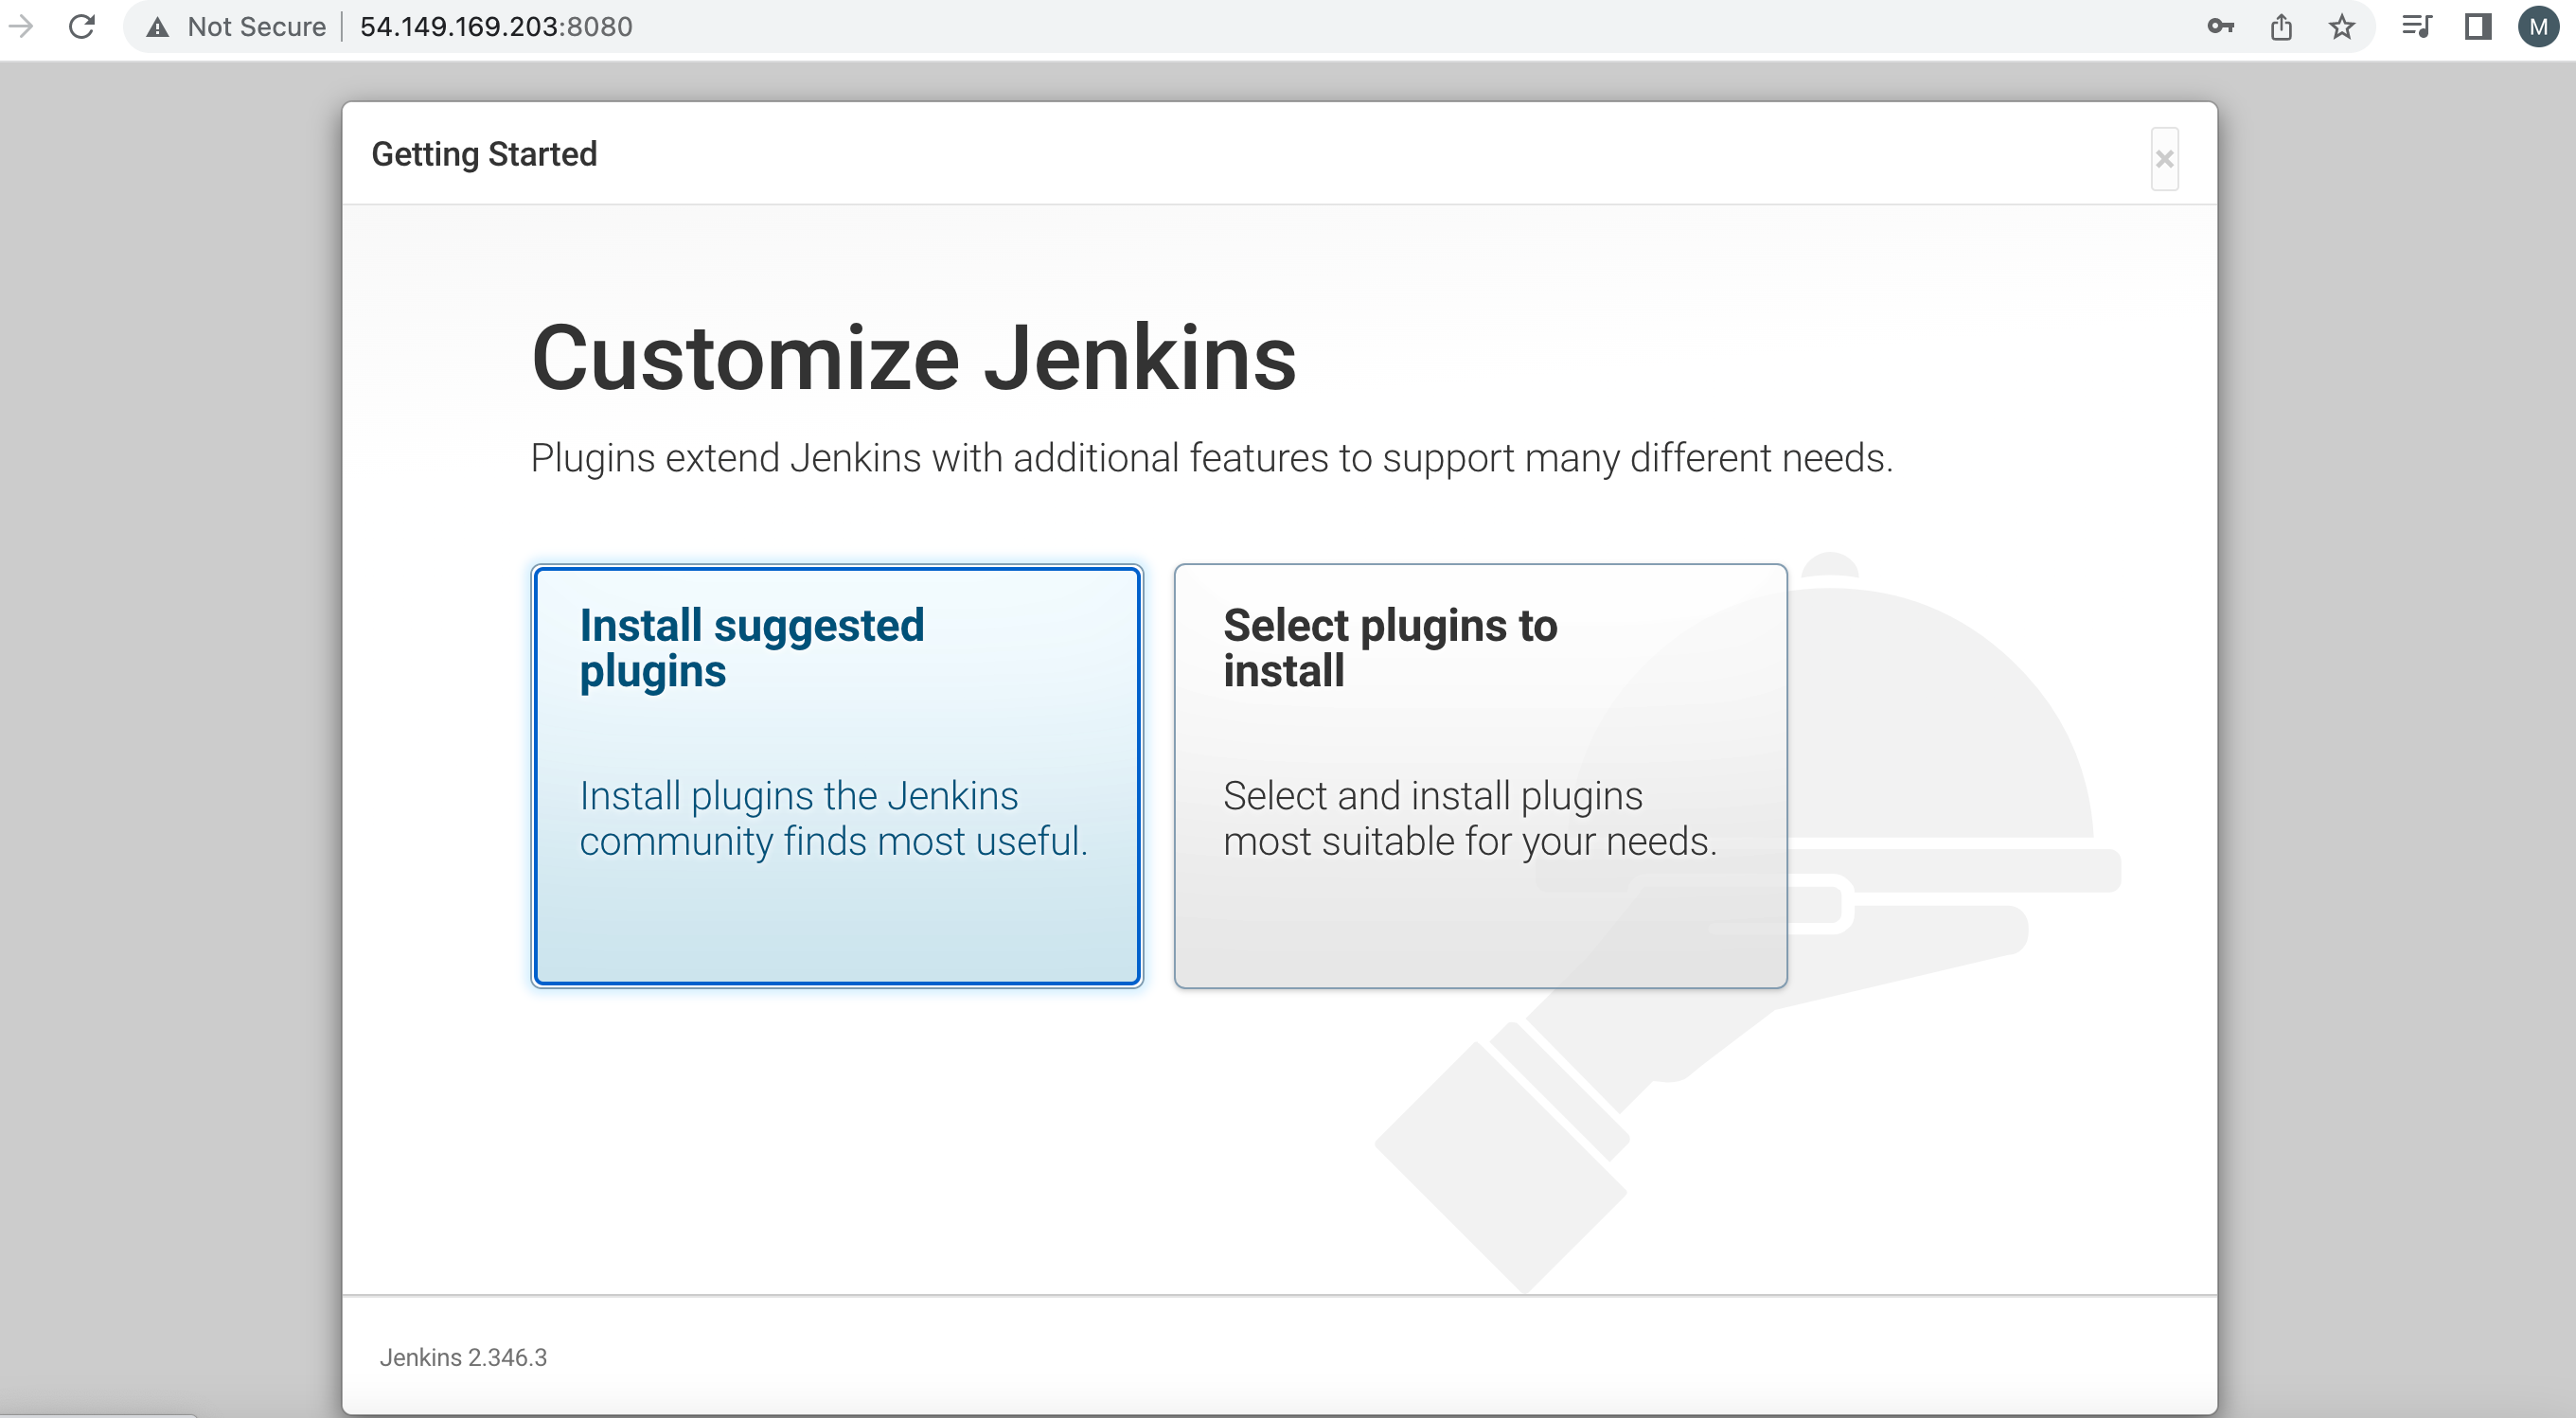 Not Secure 54.149.169.203:8080
M
Getting Started
×
Customize Jenkins
Plugins extend Jenkins with additional features to support many different needs.
Install suggested
plugins
Install plugins the Jenkins
community finds most useful.
Select plugins to
install
Select and install plugins
most suitable for your needs.
Jenkins 2.346.3